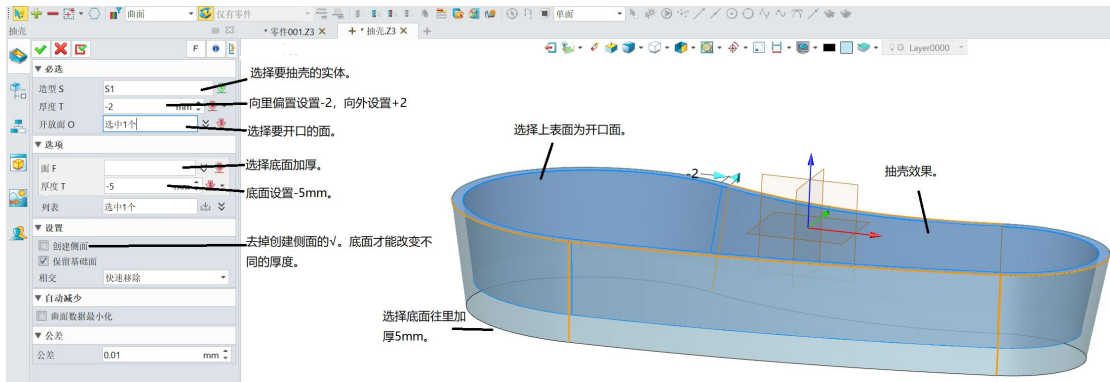 曲面
仅有零件
单面
抽壳
* 零件001.Z3
+ * 抽壳.Z3
Layer0000
F
必选
造型 S
S1
选择要抽壳的实体。
厚度 T
-2
mm
向里偏置设置-2，向外设置+2
开放面 O
选中1个
选择要开口的面。
选项
面 F
选择底面加厚。
厚度 T
-5
mm
底面设置-5mm。
列表
选中1个
设置
创建侧面
去掉创建侧面的√。底面才能改变不
同的厚度。
保留基础面
相交
快速移除
自动减少
曲面数据最小化
公差
公差
0.01
mm
选择上表面为开口面。
-2
抽壳效果。
选择底面往里加
厚5mm。